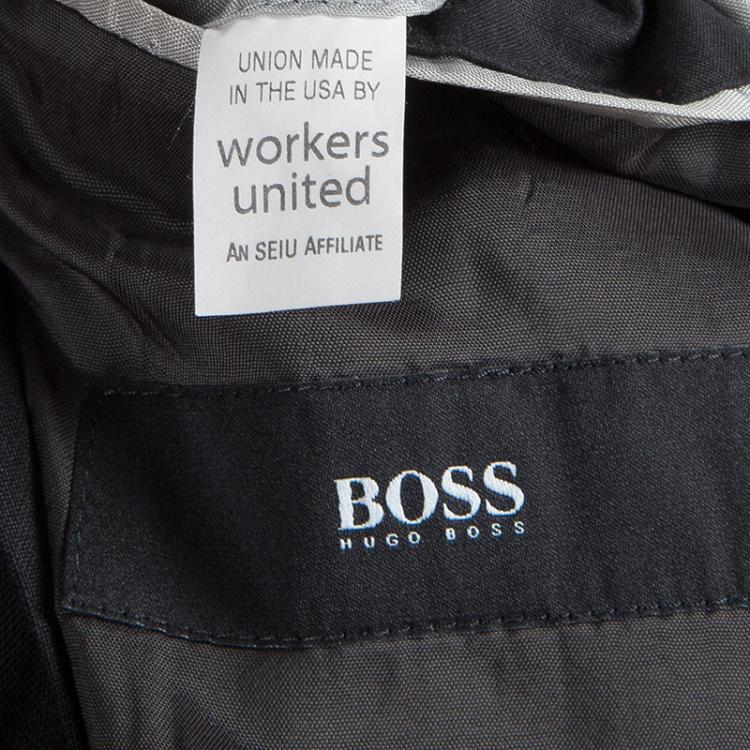 UNION MADE
IN THE USA BY
workers
united
AN SEIU AFFILIATE
BOSS
HUGO BOSS